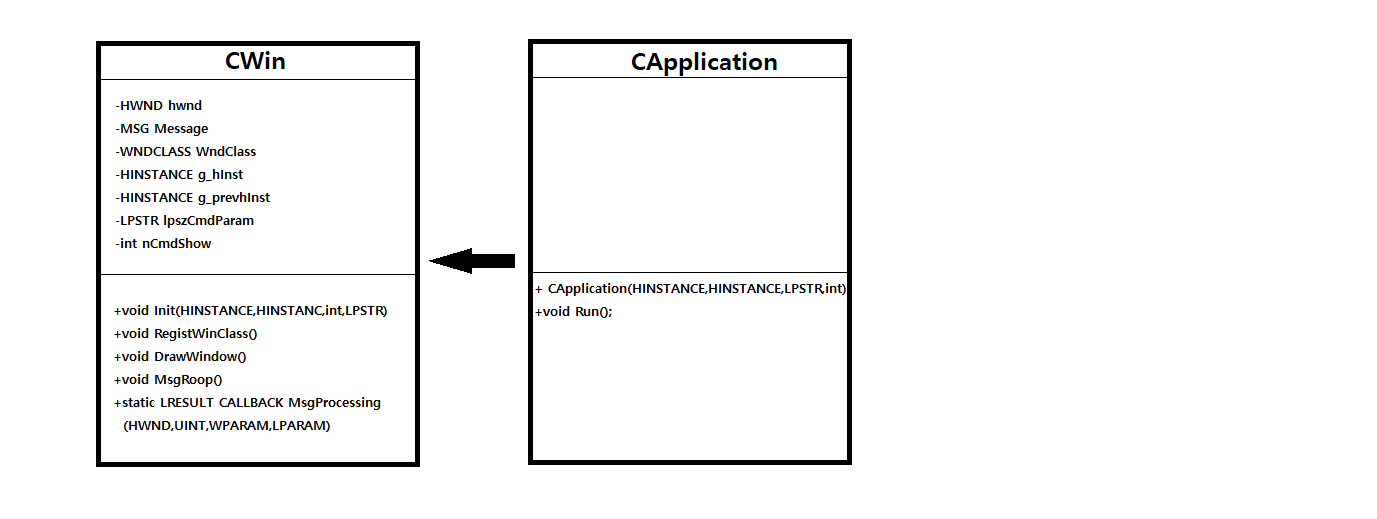 CWin
-HWND hwnd
-MSG Message
-WNDCLASS WndClass
-HINSTANCE g_hInst
-HINSTANCE g_prevhInst
-LPSTR lpszCmdParam
-int nCmdShow
+void Init(HINSTANCE,HINSTANC,int,LPSTR)
+void RegistWinClass()
+void DrawWindow()
+void MsgRoop()
+static LRESULT CALLBACK MsgProcessing
(HWND,UINT,WPARAM,LPARAM)
CApplication
+ CApplication(HINSTANCE,HINSTANCE,LPSTR,int)
+void Run();